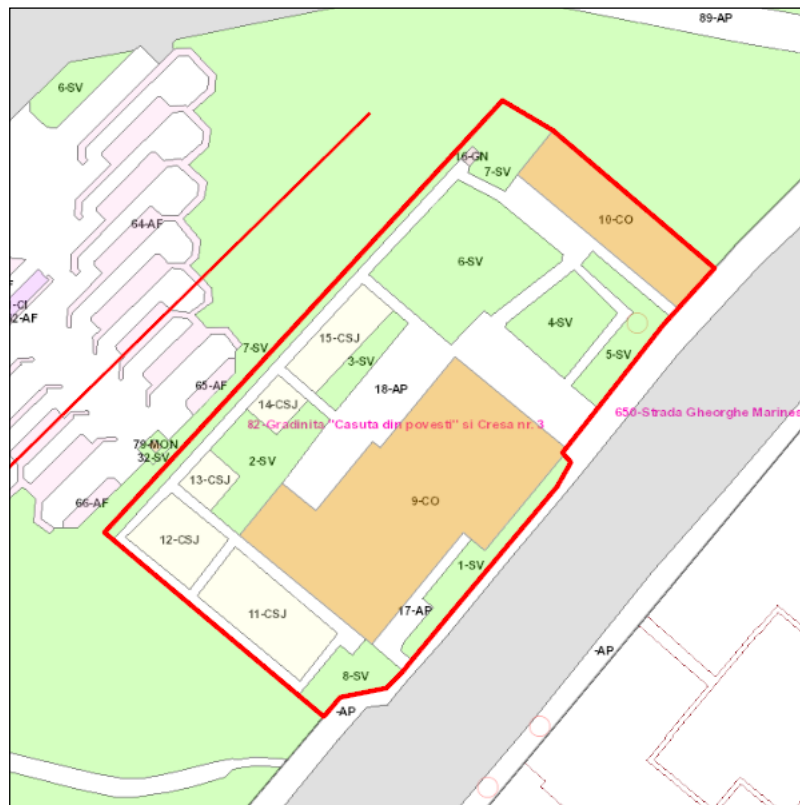 89-AP
6-SV
16-GN
7-SV
10-CO
64-AF
6-SV
-CI
2-AF
4-SV
15-CSJ
7-SV
3-SV
5-SV
18-AP
65-AF
14-CSJ
650-Strada Gheorghe Marines
82-Gradinita "Casuta din povesti" si Cresa nr. 3
79-MON
32-SV
2-SV
13-CSJ
9-CO
66-AF
12-CSJ
1-SV
17-AP
11-CSJ
-AP
8-SV
-AP